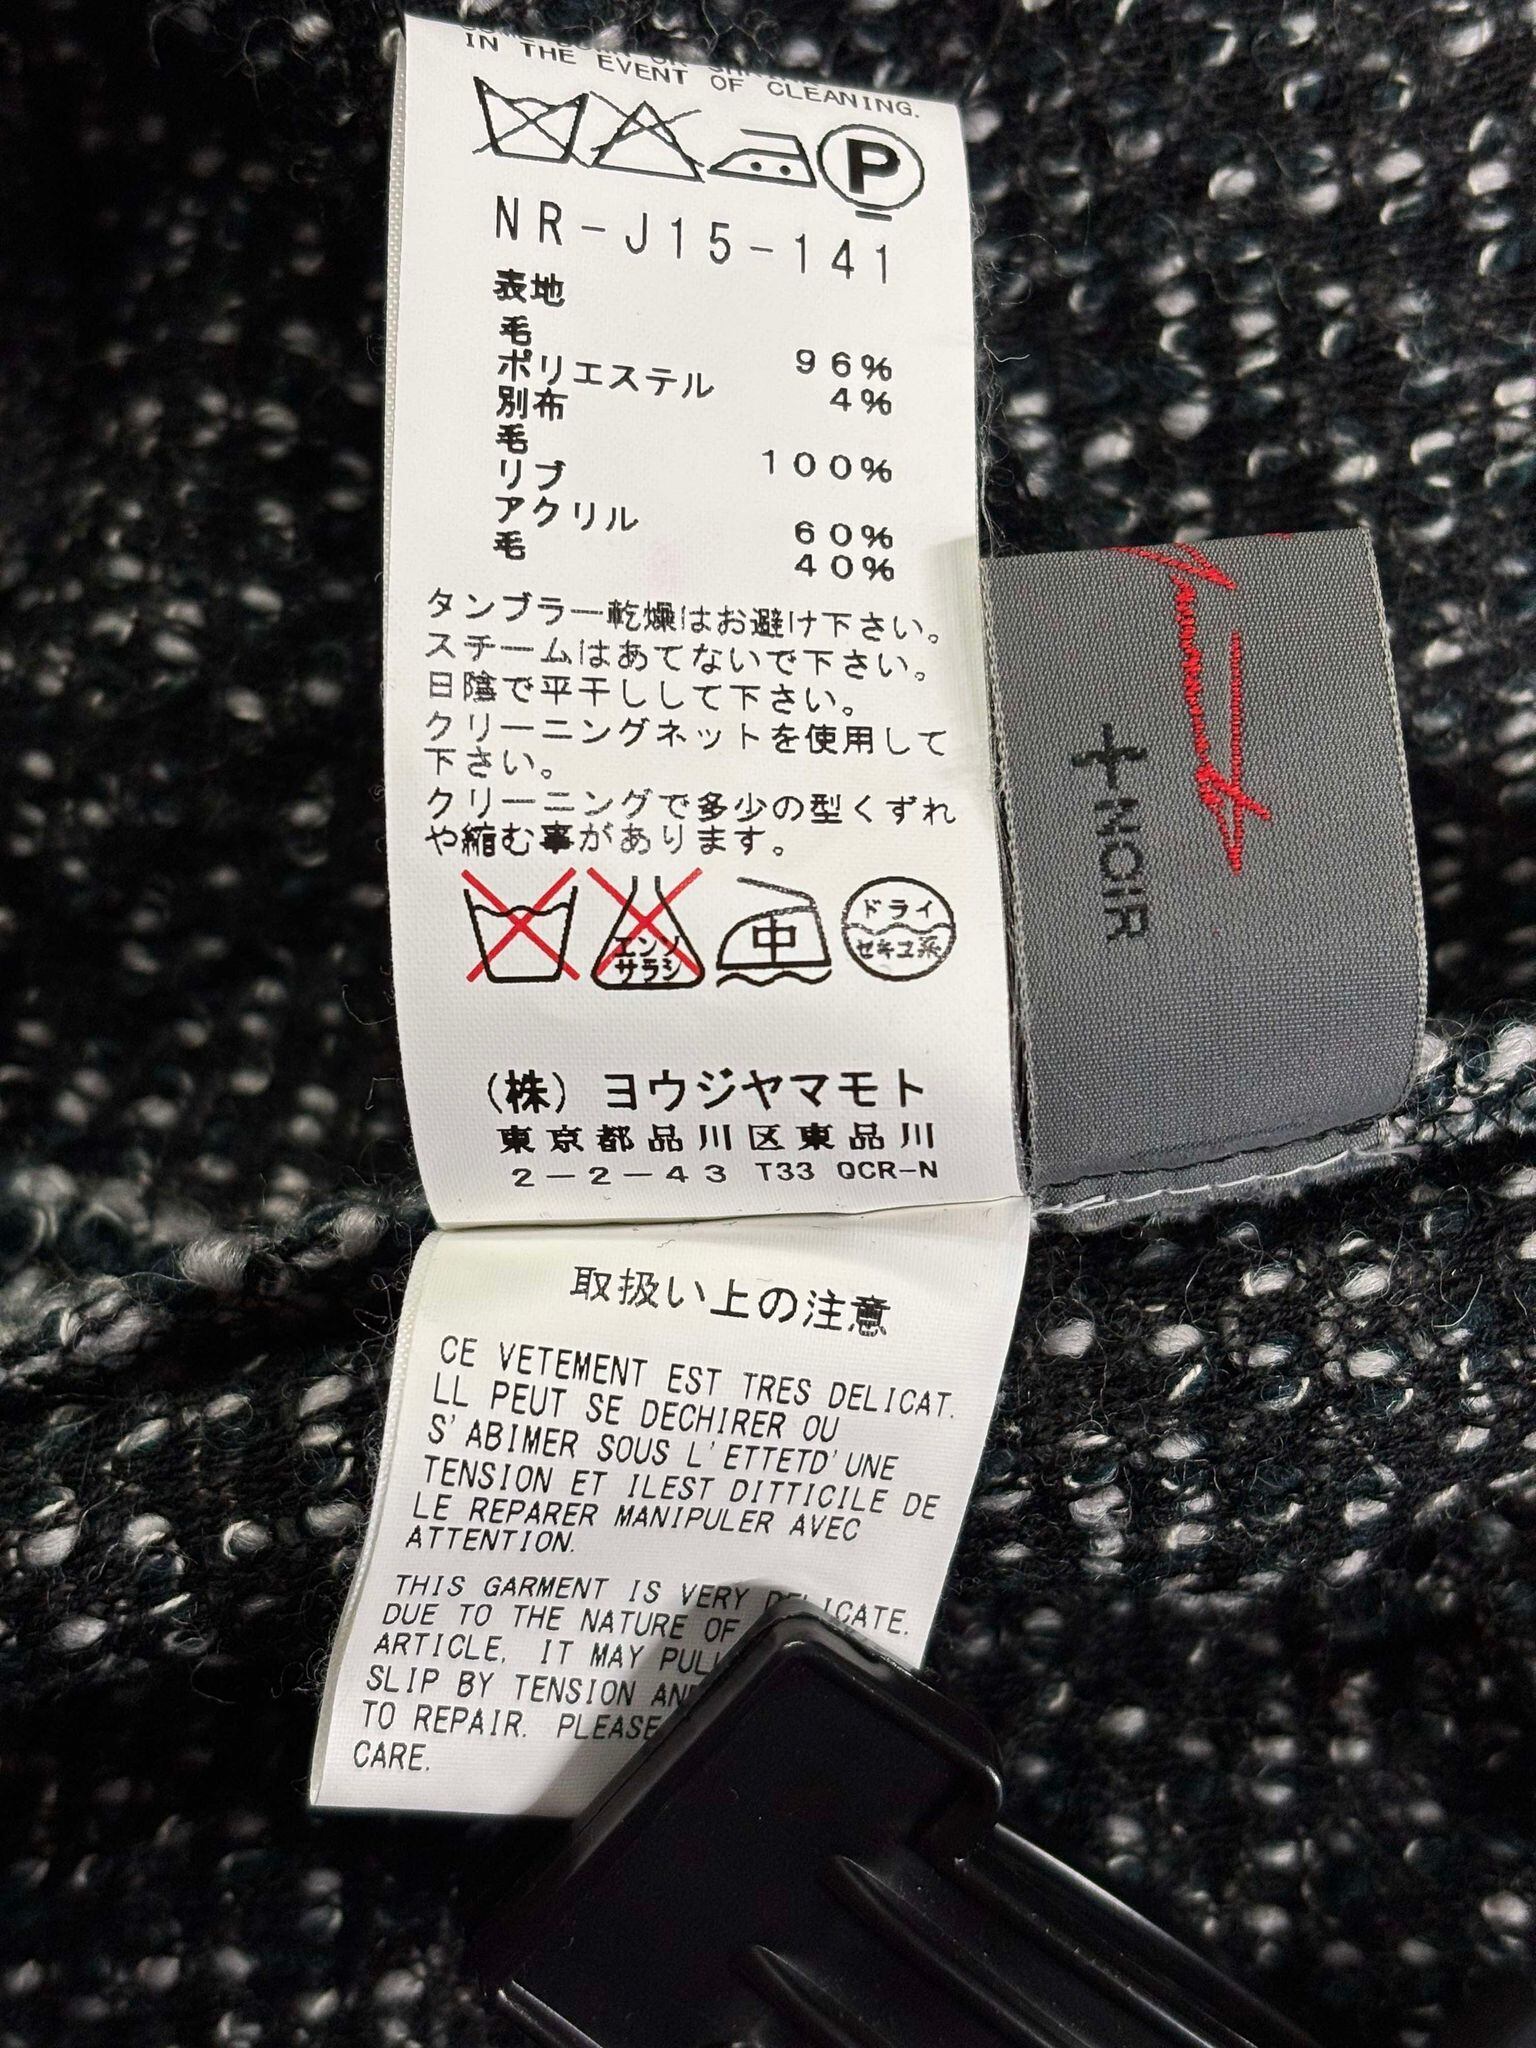 IN THE EVENT OF CLEANING.
P
NR-J15-141
表地
毛 96%
ポリエステル 4%
別布
毛 100%
リブ
アクリル 60%
毛 40%
タンブラー乾燥はお避け下さい。
スチームはあてないで下さい。
日陰で平干しして下さい。
クリーニングネットを使用して
下さい。
クリーニングで多少の型くずれ
や縮む事があります。
エンソ
サラシ
中
ドライ
セキユ系
(株)ヨウジヤマモト
東京都品川区東品川
2-2-43 T33 QCR-N
+NOIR
取扱い上の注意
CE VETEMENT EST TRES DELICAT.
LL PEUT SE DECHIRER OU
S'ABIMER SOUS L'ETTETD'UNE
TENSION ET ILEST DITTICILE DE
LE REPARER MANIPULER AVEC
ATTENTION.
THIS GARMENT IS VERY DELICATE.
DUE TO THE NATURE OF
ARTICLE, IT MAY PULL
SLIP BY TENSION
TO REPAIR. PLEASE
CARE.